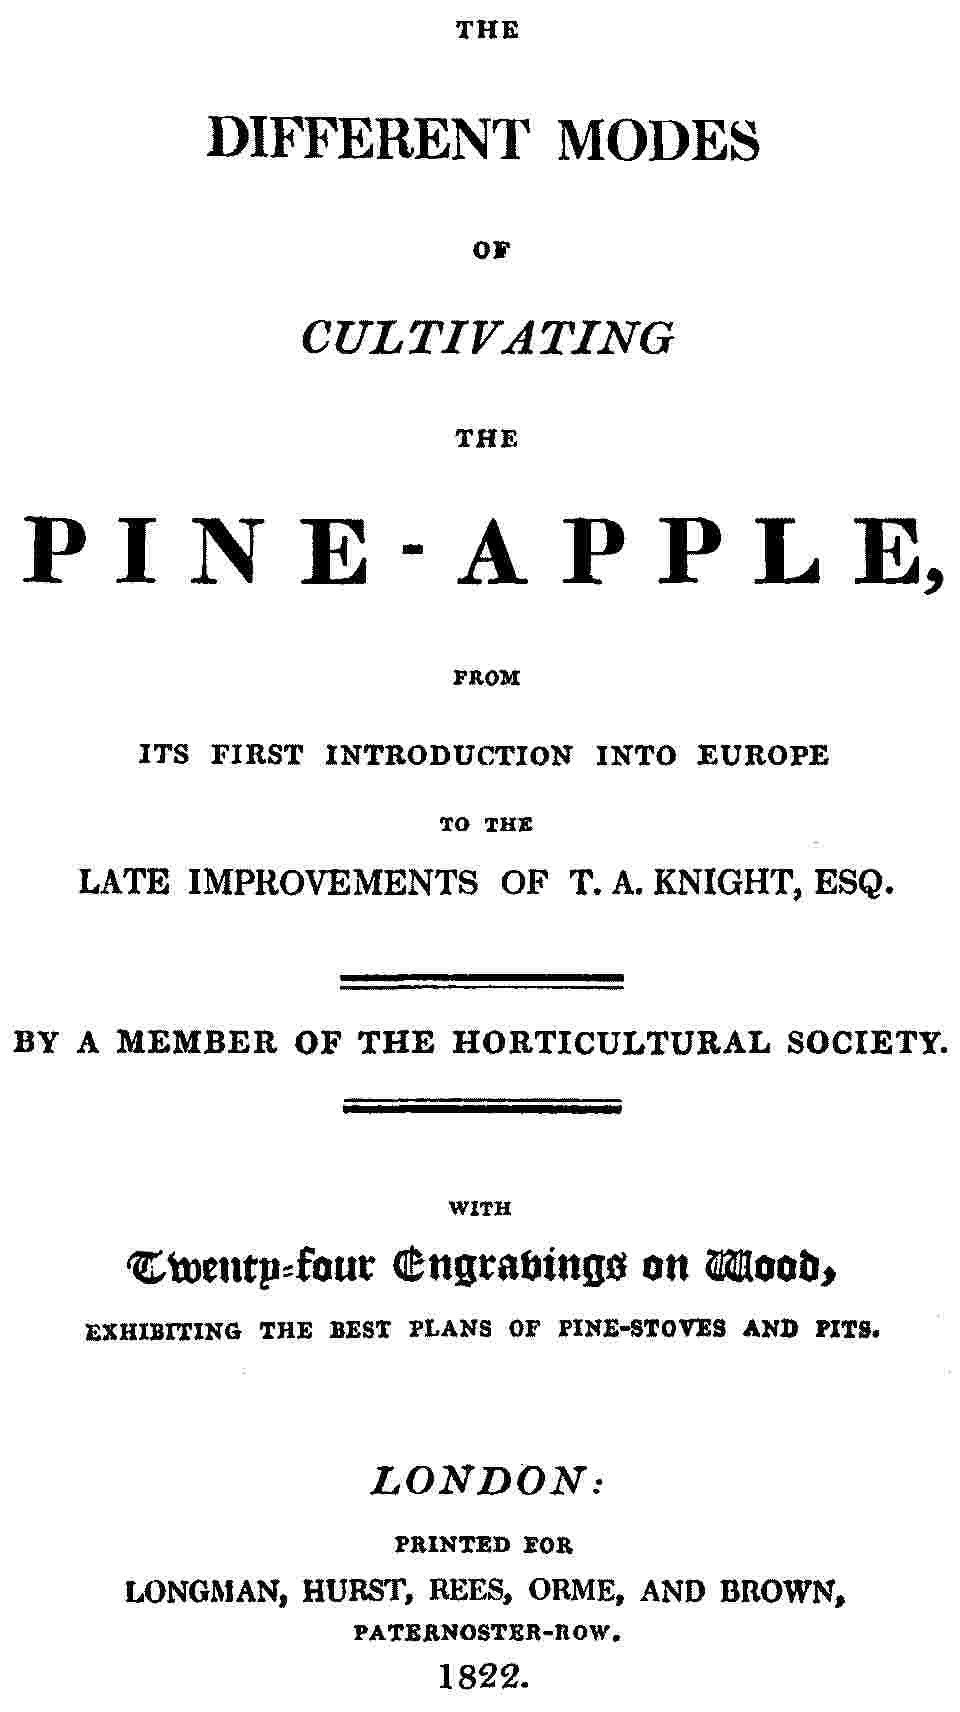 THE
DIFFERENT MODES
OF
CULTIVATING
THE
PINE-APPLE,
FROM
ITS FIRST INTRODUCTION INTO EUROPE
TO THE
LATE IMPROVEMENTS OF T. A. KNIGHT, ESQ.
BY A MEMBER OF THE HORTICULTURAL SOCIETY.
WITH
Twenty-four Engravings on Wood,
EXHIBITING THE BEST PLANS OF PINE-STOVES AND PITS.
LONDON:
PRINTED FOR
LONGMAN, HURST, REES, ORME, AND BROWN,
PATERNOSTER-ROW.
1822.